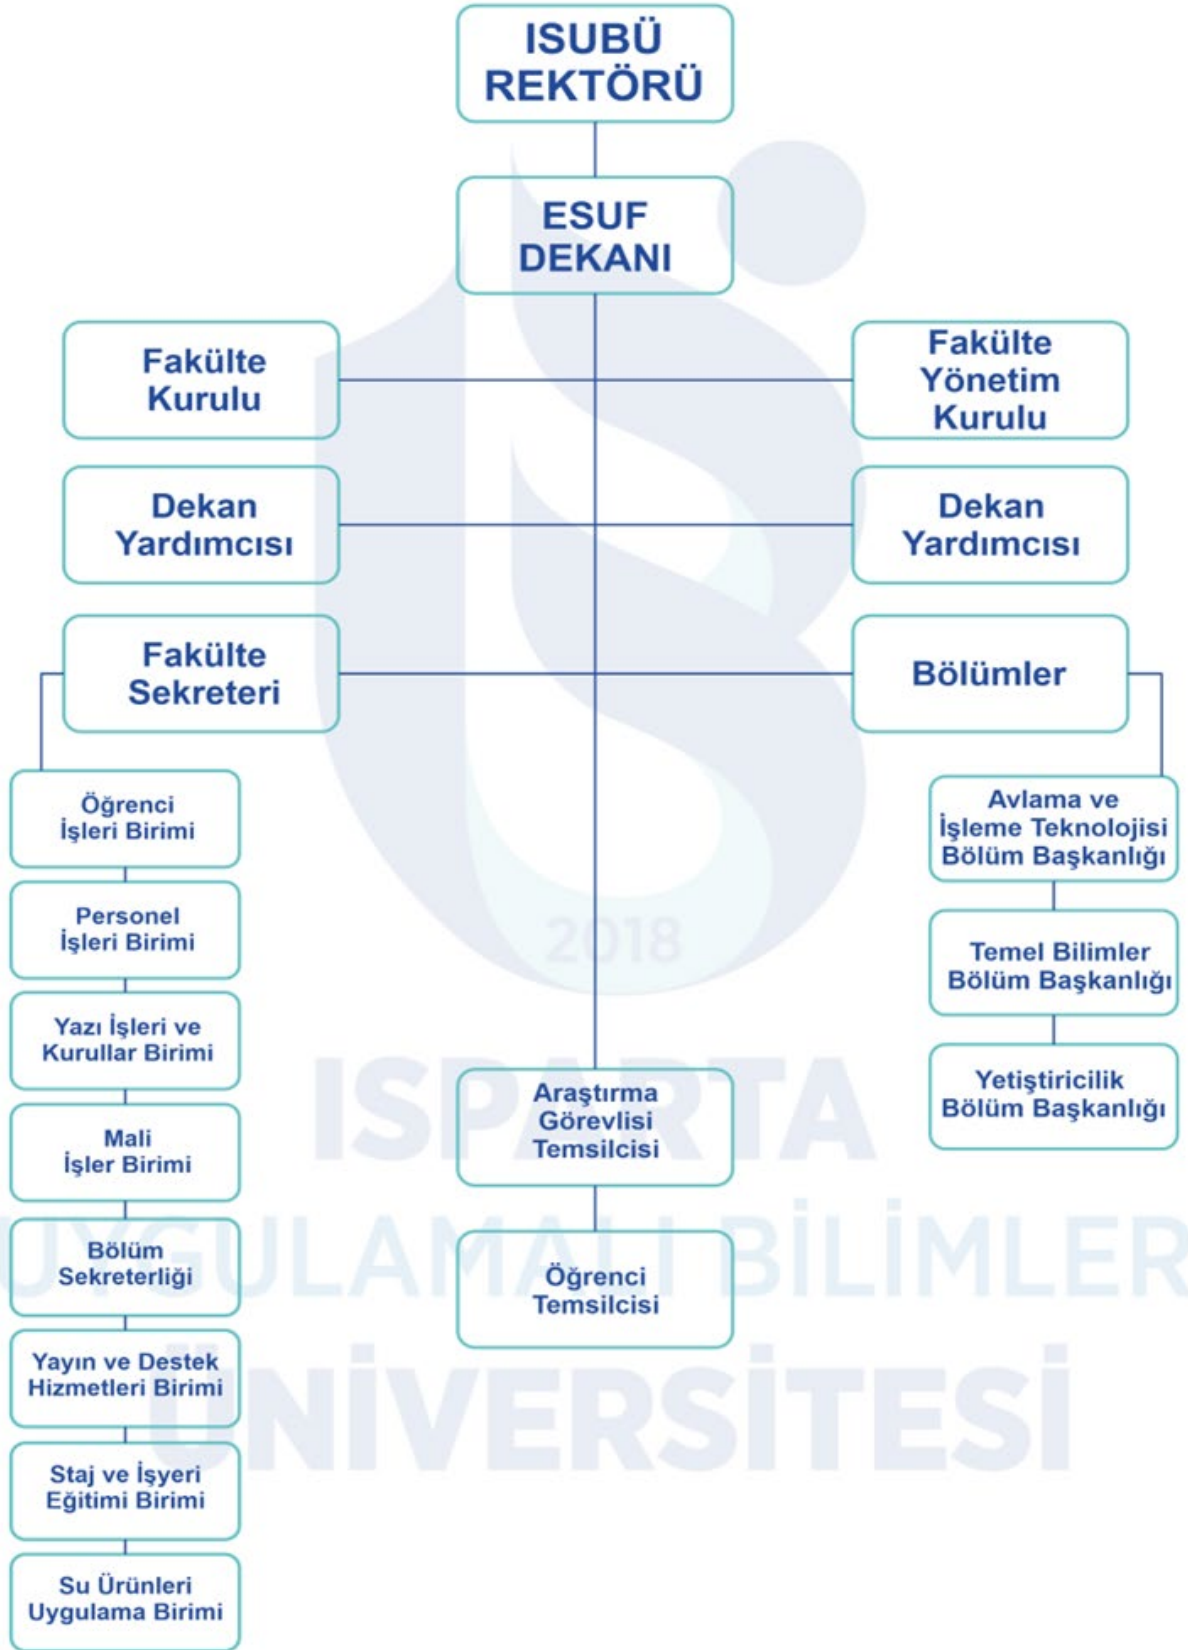 ISUBÜ
REKTÖRÜ
ESUF
DEKANI
Fakülte
Kurulu
Fakülte
Yönetim
Kurulu
Dekan
Yardımcısı
Dekan
Yardımcısı
Fakülte
Sekreteri
Bölümler
Öğrenci
İşleri Birimi
Personel
İşleri Birimi
Yazı İşleri ve
Kurullar Birimi
Mali
İşler Birimi
Bölüm
Sekreterliği
Yayın ve Destek
Hizmetleri Birimi
Staj ve İşyeri
Eğitimi Birimi
Su Ürünleri
Uygulama Birimi
Araştırma
Görevlisi
Temsilcisi
Öğrenci
Temsilcisi
Avlama ve
İşleme Teknolojisi
Bölüm Başkanlığı
Temel Bilimler
Bölüm Başkanlığı
Yetiştiricilik
Bölüm Başkanlığı
2018
ISPARTA
UYGULAMALI BİLİMLER
ÜNİVERSİTESİ